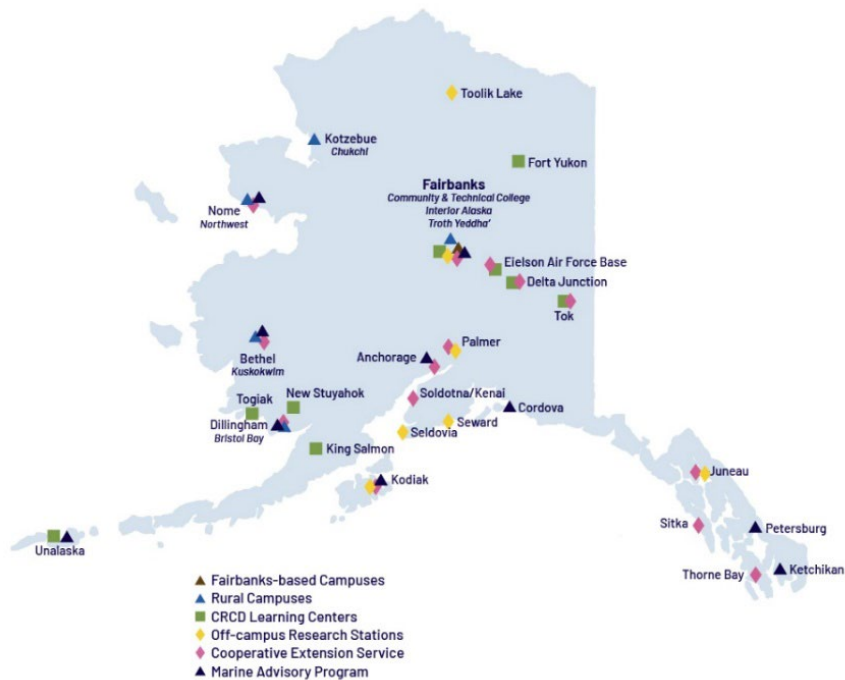 Toolik Lake
Kotzebue
Chukchi
Fort Yukon
Fairbanks
Community & Technical College
Interior Alaska
Troth Yeddha'
Nome
Northwest
Eielson Air Force Base
Delta Junction
Tok
Bethel
Kuskokwim
Anchorage
Palmer
Togiak
New Stuyahok
Soldotna/Kenai
Cordova
Dillingham
Bristol Bay
Seward
Seldovia
King Salmon
Kodiak
Juneau
Sitka
Petersburg
Unalaska
Thorne Bay
Ketchikan
Fairbanks-based Campuses
Rural Campuses
CRCD Learning Centers
Off-campus Research Stations
Cooperative Extension Service
Marine Advisory Program